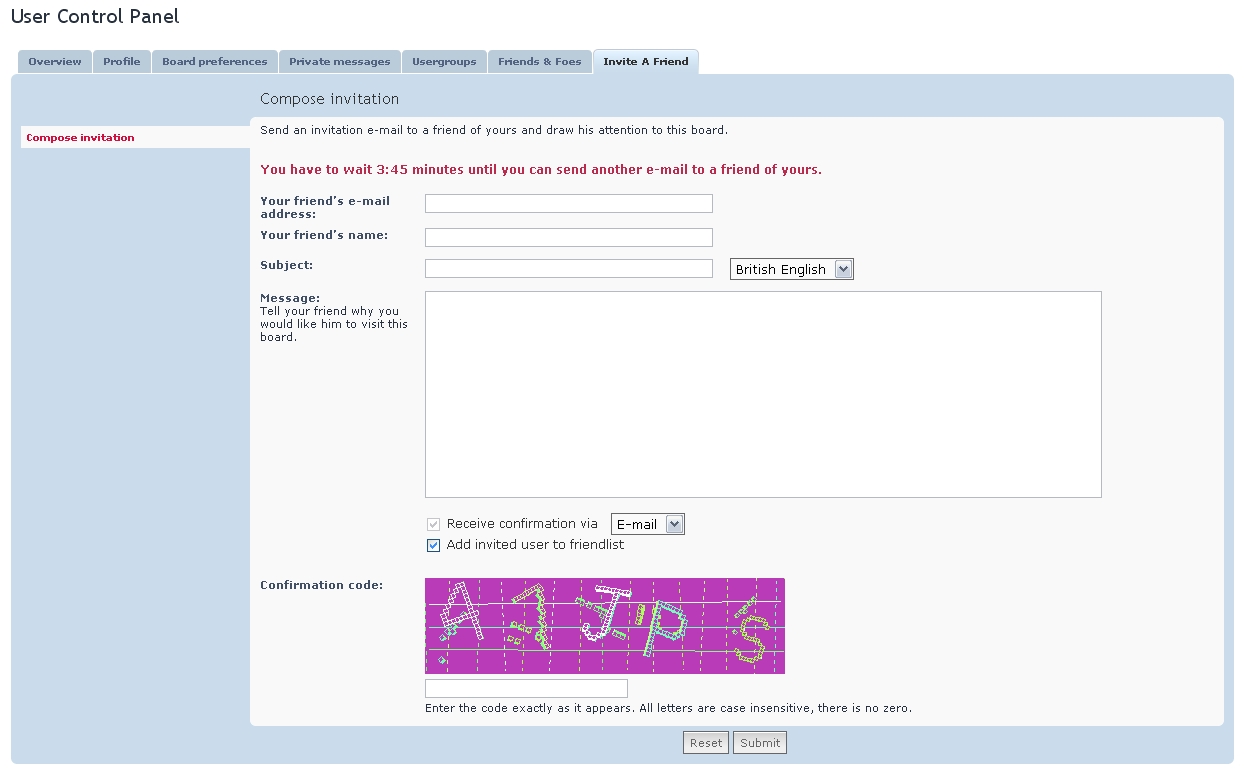 User Control Panel
Overview
Profile
Board preferences
Private messages
Usergroups
Friends & Foes
Invite A Friend
Compose invitation
Compose invitation
Send an invitation e-mail to a friend of yours and draw his attention to this board.
You have to wait 3:45 minutes until you can send another e-mail to a friend of yours.
Your friend's e-mail
address:
Your friend's name:
Subject:
British English
Message:
Tell your friend why you
would like him to visit this
board.
Receive confirmation via
E-mail
Add invited user to friendlist
Confirmation code:
Enter the code exactly as it appears. All letters are case insensitive, there is no zero.
Reset
Submit